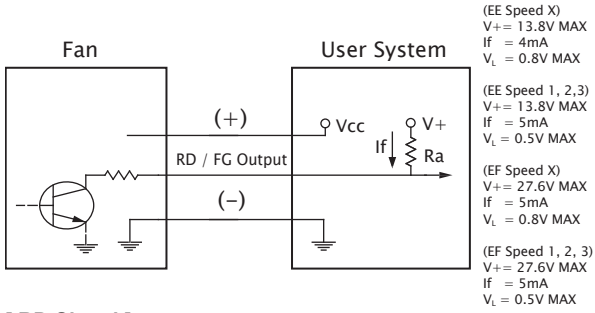 Fan
User System
(+)
Vcc
V+
If
Ra
RD / FG Output
(−)
(EE Speed X)
V+= 13.8V MAX
If = 4mA
VL = 0.8V MAX
(EE Speed 1, 2,3)
V+= 13.8V MAX
If = 5mA
VL = 0.5V MAX
(EF Speed X)
V+= 27.6V MAX
If = 5mA
VL = 0.8V MAX
(EF Speed 1, 2, 3)
V+= 27.6V MAX
If = 5mA
VL = 0.5V MAX